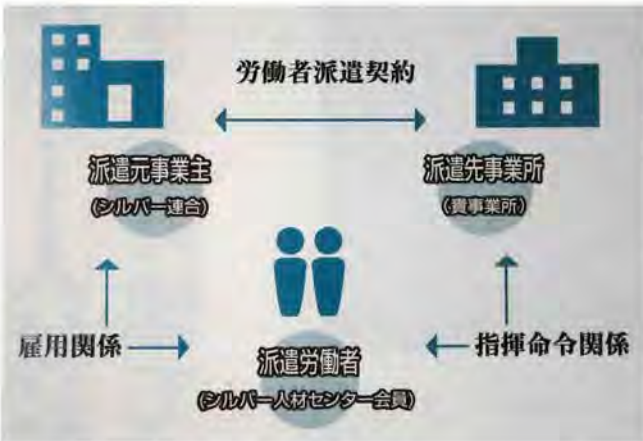 労働者派遣契約
派遣元事業主
(シルバー連合)
派遣先事業所
(貴事業所)
雇用関係
指揮命令関係
派遣労働者
(シルバー人材センター会員)